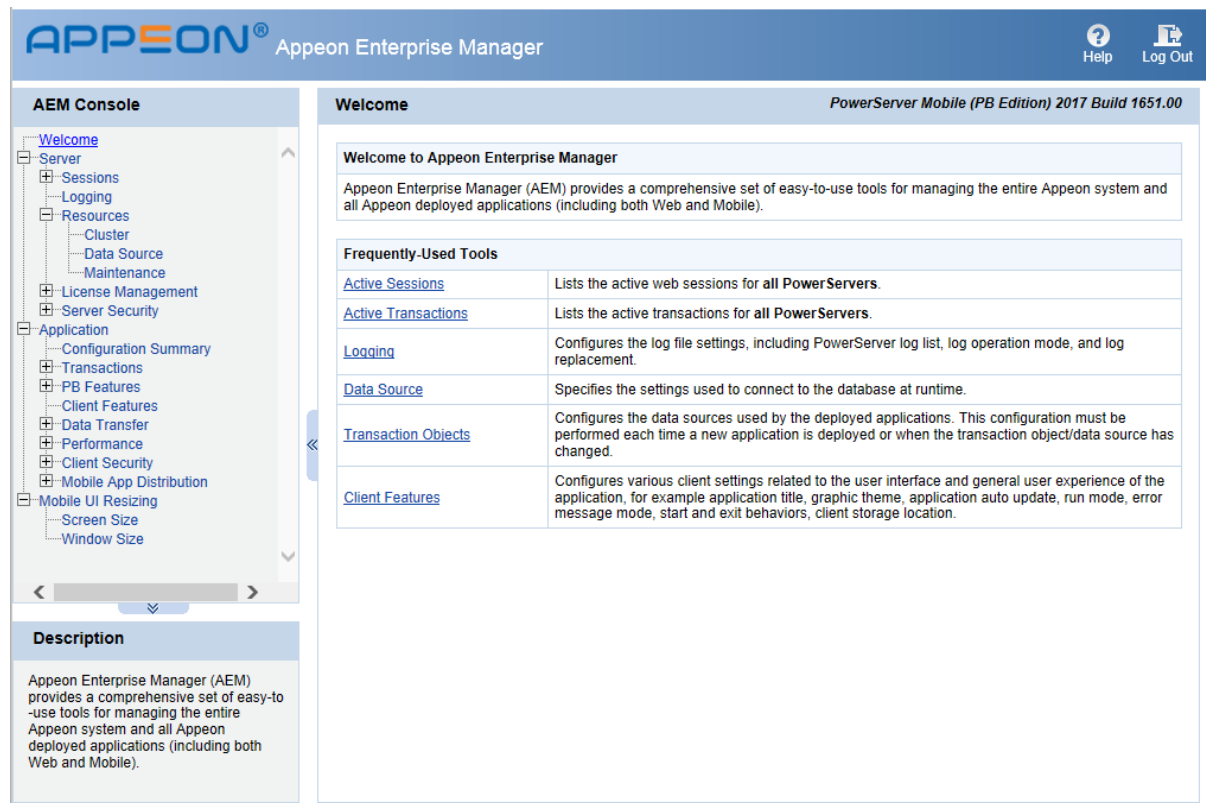 APPEON® Appeon Enterprise Manager
Help
Log Out
AEM Console
Welcome
Server
Sessions
Logging
Resources
Cluster
Data Source
Maintenance
License Management
Server Security
Application
Configuration Summary
Transactions
PB Features
Client Features
Data Transfer
Performance
Client Security
Mobile App Distribution
Mobile UI Resizing
Screen Size
Window Size
Description
Appeon Enterprise Manager (AEM)
provides a comprehensive set of easy-to
-use tools for managing the entire
Appeon system and all Appeon
deployed applications (including both
Web and Mobile).
Welcome
PowerServer Mobile (PB Edition) 2017 Build 1651.00
Welcome to Appeon Enterprise Manager
Appeon Enterprise Manager (AEM) provides a comprehensive set of easy-to-use tools for managing the entire Appeon system and
all Appeon deployed applications (including both Web and Mobile).
Frequently-Used Tools
Active Sessions
Lists the active web sessions for all PowerServers.
Active Transactions
Lists the active transactions for all PowerServers.
Logging
Configures the log file settings, including PowerServer log list, log operation mode, and log
replacement.
Data Source
Specifies the settings used to connect to the database at runtime.
Transaction Objects
Configures the data sources used by the deployed applications. This configuration must be
performed each time a new application is deployed or when the transaction object/data source has
changed.
Client Features
Configures various client settings related to the user interface and general user experience of the
application, for example application title, graphic theme, application auto update, run mode, error
message mode, start and exit behaviors, client storage location.